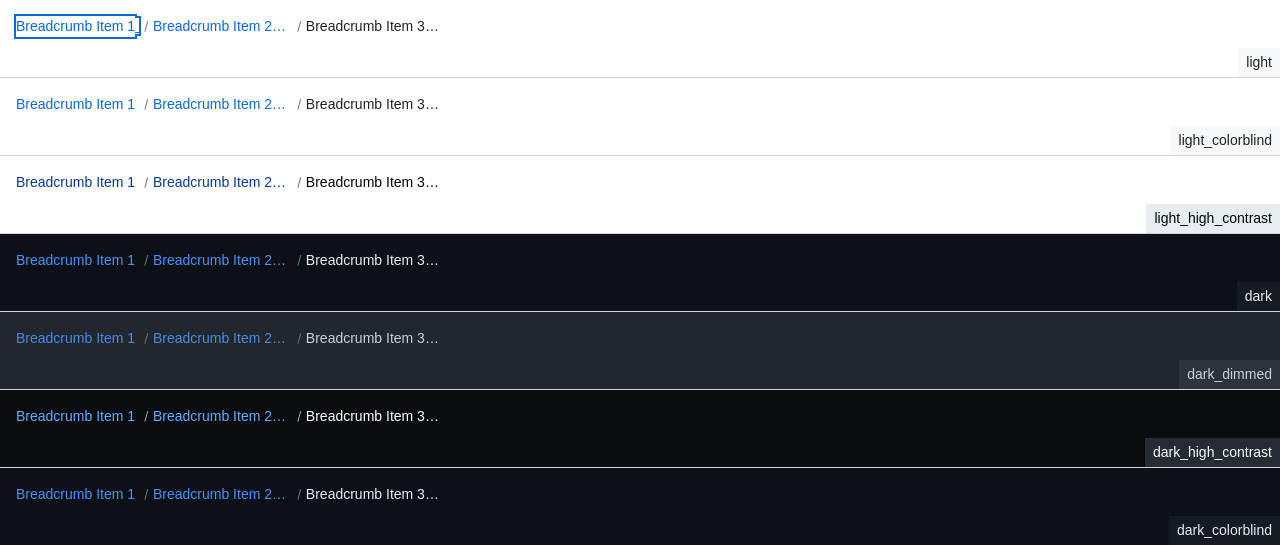 Breadcrumb Item 1 / Breadcrumb Item 2… / Breadcrumb Item 3…
light
Breadcrumb Item 1 / Breadcrumb Item 2… / Breadcrumb Item 3…
light_colorblind
Breadcrumb Item 1 / Breadcrumb Item 2… / Breadcrumb Item 3…
light_high_contrast
Breadcrumb Item 1 / Breadcrumb Item 2… / Breadcrumb Item 3…
dark
Breadcrumb Item 1 / Breadcrumb Item 2… / Breadcrumb Item 3…
dark_dimmed
Breadcrumb Item 1 / Breadcrumb Item 2… / Breadcrumb Item 3…
dark_high_contrast
Breadcrumb Item 1 / Breadcrumb Item 2… / Breadcrumb Item 3…
dark_colorblind